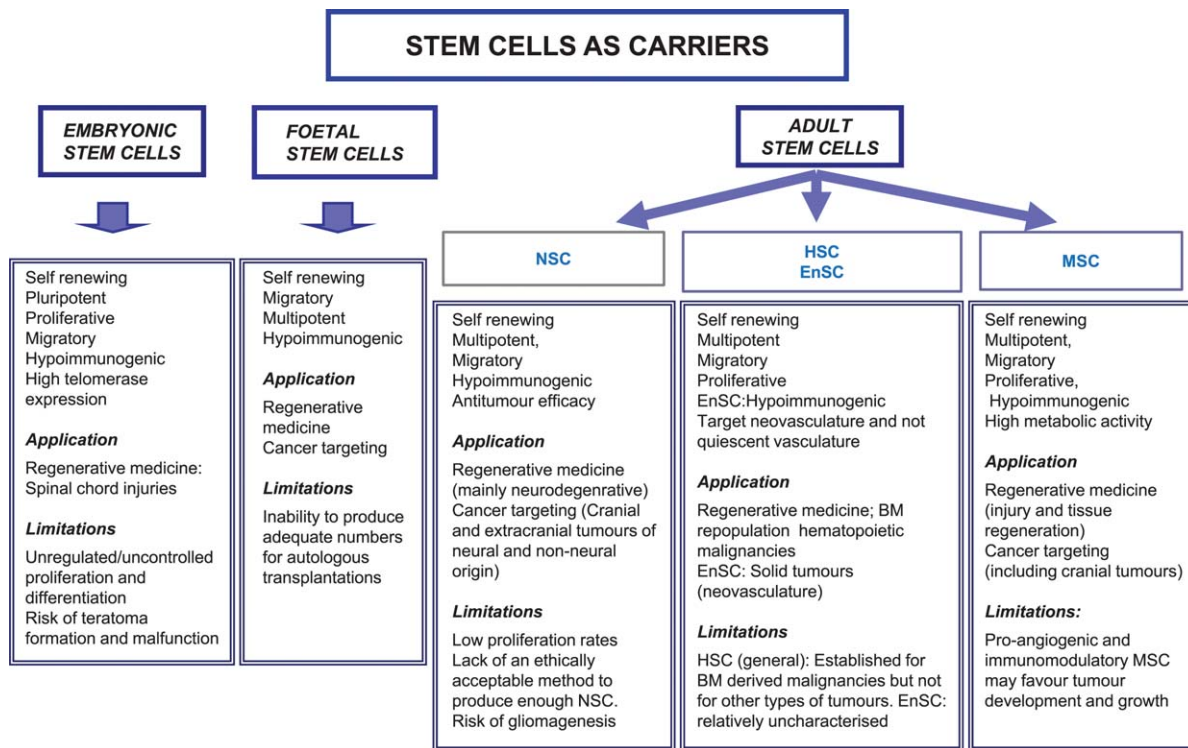 STEM CELLS AS CARRIERS
EMBRYONIC
STEM CELLS
Self renewing
Pluripotent
Proliferative
Migratory
Hypoimmunogenic
High telomerase
expression
Application
Regenerative medicine:
Spinal chord injuries
Limitations
Unregulated/uncontrolled
proliferation and
differentiation
Risk of teratoma
formation and malfunction
FOETAL
STEM CELLS
Self renewing
Migratory
Multipotent
Hypoimmunogenic
Application
Regenerative
medicine
Cancer targeting
Limitations
Inability to produce
adequate numbers
for autologous
transplantations
ADULT
STEM CELLS
NSC
Self renewing
Multipotent,
Migratory
Hypoimmunogenic
Antitumour efficacy
Application
Regenerative medicine
(mainly neurodegenrative)
Cancer targeting (Cranial
and extracranial tumours of
neural and non-neural
origin)
Limitations
Low proliferation rates
Lack of an ethically
acceptable method to
produce enough NSC.
Risk of gliomagenesis
HSC
EnSC
Self renewing
Multipotent
Migratory
Proliferative
EnSC:Hypoimmunogenic
Target neovasculature and not
quiescent vasculature
Application
Regenerative medicine; BM
repopulation hematopoietic
malignancies
EnSC: Solid tumours
(neovasculature)
Limitations
HSC (general): Established for
BM derived malignancies but not
for other types of tumours. EnSC:
relatively uncharacterised
MSC
Self renewing
Multipotent,
Migratory
Proliferative,
Hypoimmunogenic
High metabolic activity
Application
Regenerative medicine
(injury and tissue
regeneration)
Cancer targeting
(including cranial tumours)
Limitations:
Pro-angiogenic and
immunomodulatory MSC
may favour tumour
development and growth